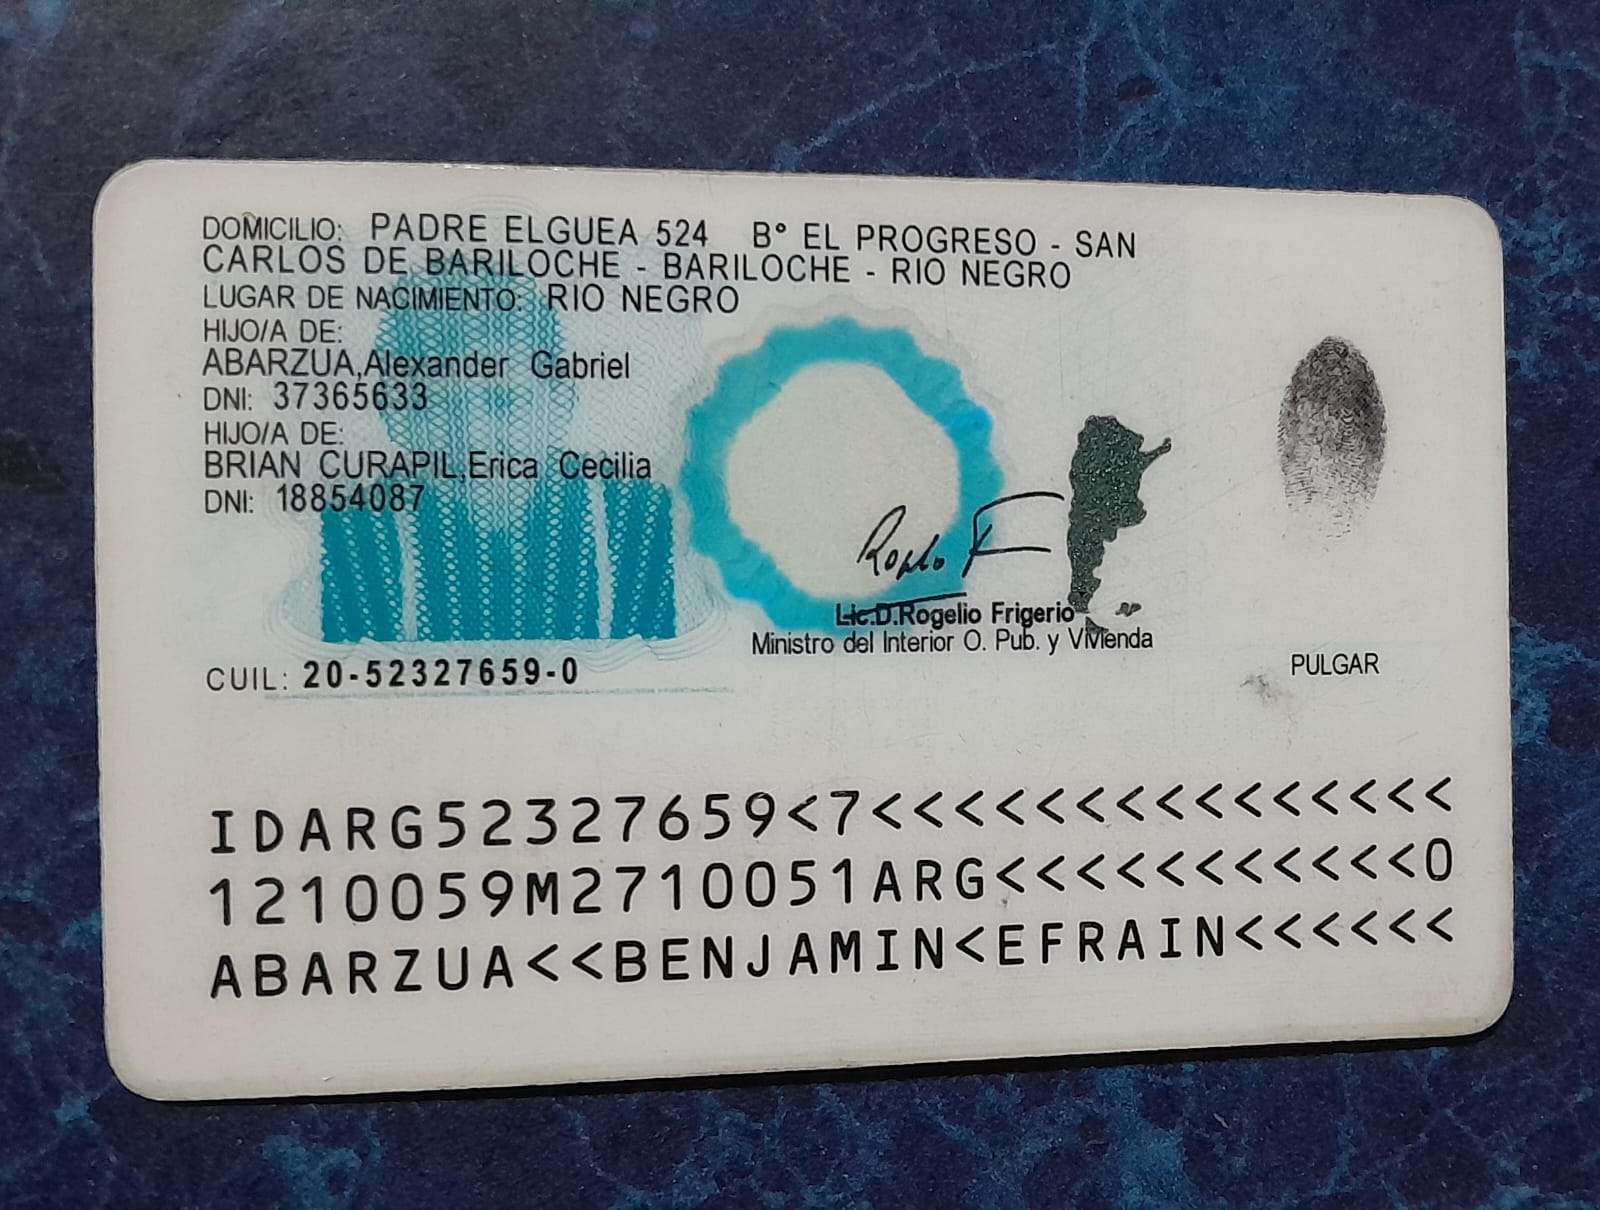 DOMICILIO: PADRE ELGUEA 524 B° EL PROGRESO - SAN
CARLOS DE BARILOCHE - BARILOCHE - RIO NEGRO
LUGAR DE NACIMIENTO: RIO NEGRO
HIJO/A DE:
ABARZUA,Alexander Gabriel
DNI: 37365633
HIJO/A DE:
BRIAN CURAPIL,Erica Cecilia
DNI: 18854087
Lic.D.Rogelio Frigerio
Ministro del Interior O. Pub. y Vivienda
CUIL: 20-52327659-0
PULGAR
IDARG52327659<7<<<<<<<<<<<<<<<
1210059M2710051ARG<<<<<<<<<<<0
ABARZUA<<BENJAMIN<EFRAIN<<<<<<